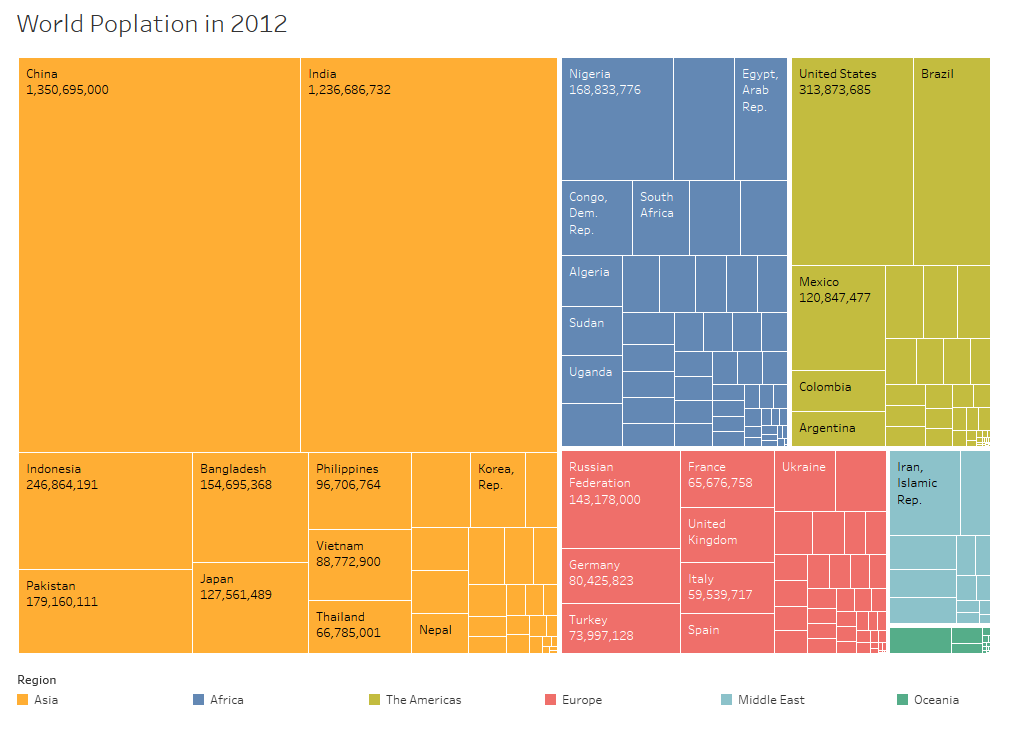 World Poplation in 2012
China
1,350,695,000
India
1,236,686,732
Nigeria
168,833,776
Egypt,
Arab
Rep.
United States
313,873,685
Brazil
Congo,
Dem.
Rep.
South
Africa
Algeria
Sudan
Uganda
Mexico
120,847,477
Colombia
Argentina
Indonesia
246,864,191
Bangladesh
154,695,368
Philippines
96,706,764
Korea,
Rep.
Vietnam
88,772,900
Pakistan
179,160,111
Japan
127,561,489
Thailand
66,785,001
Nepal
Russian
Federation
143,178,000
France
65,676,758
Ukraine
United
Kingdom
Germany
80,425,823
Italy
59,539,717
Turkey
73,997,128
Spain
Iran,
Islamic
Rep.
Region
Asia
Africa
The Americas
Europe
Middle East
Oceania